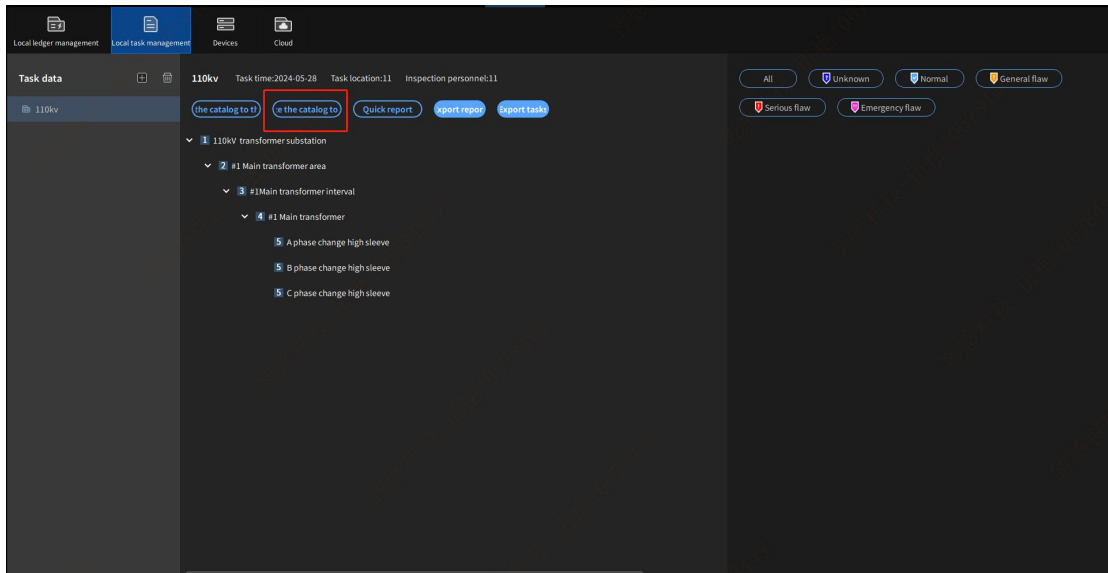 Local ledger management Local task management Devices Cloud
Task data
110kv
110kv Task time:2024-05-28 Task location:11 Inspection personnel:11
the catalog to tl e the catalog to Quick report xport repor Export tasks
1 110kV transformer substation
2 #1 Main transformer area
3 #1Main transformer interval
4 #1 Main transformer
5 A phase change high sleeve
5 B phase change high sleeve
5 C phase change high sleeve
All Unknown Normal General flaw
Serious flaw Emergency flaw